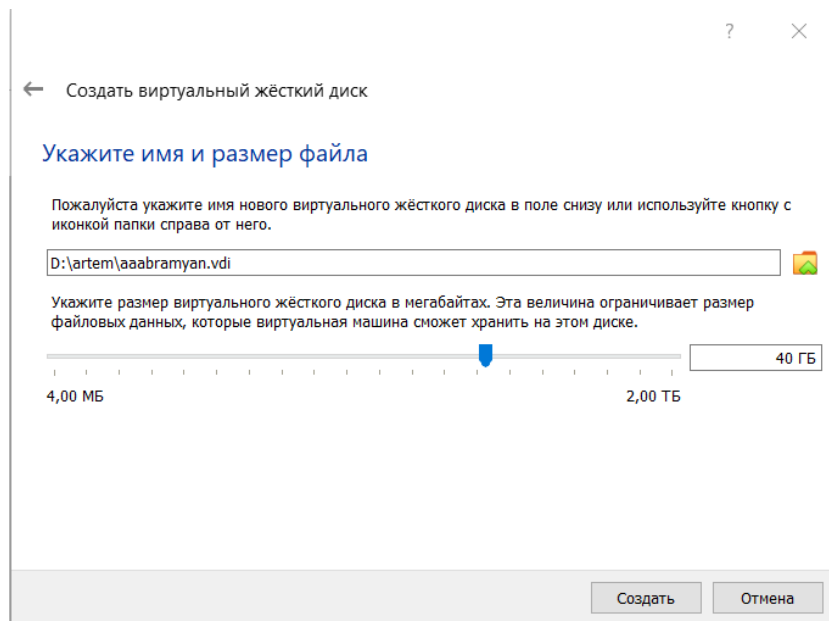 ?
Создать виртуальный жёсткий диск
Укажите имя и размер файла
Пожалуйста укажите имя нового виртуального жёсткого диска в поле снизу или используйте кнопку с
иконкой папки справа от него.
D:\artem\aaabramyan.vdi
Укажите размер виртуального жёсткого диска в мегабайтах. Эта величина ограничивает размер
файловых данных, которые виртуальная машина сможет хранить на этом диске.
40 ГБ
4,00 МБ 2,00 ТБ
Создать Отмена